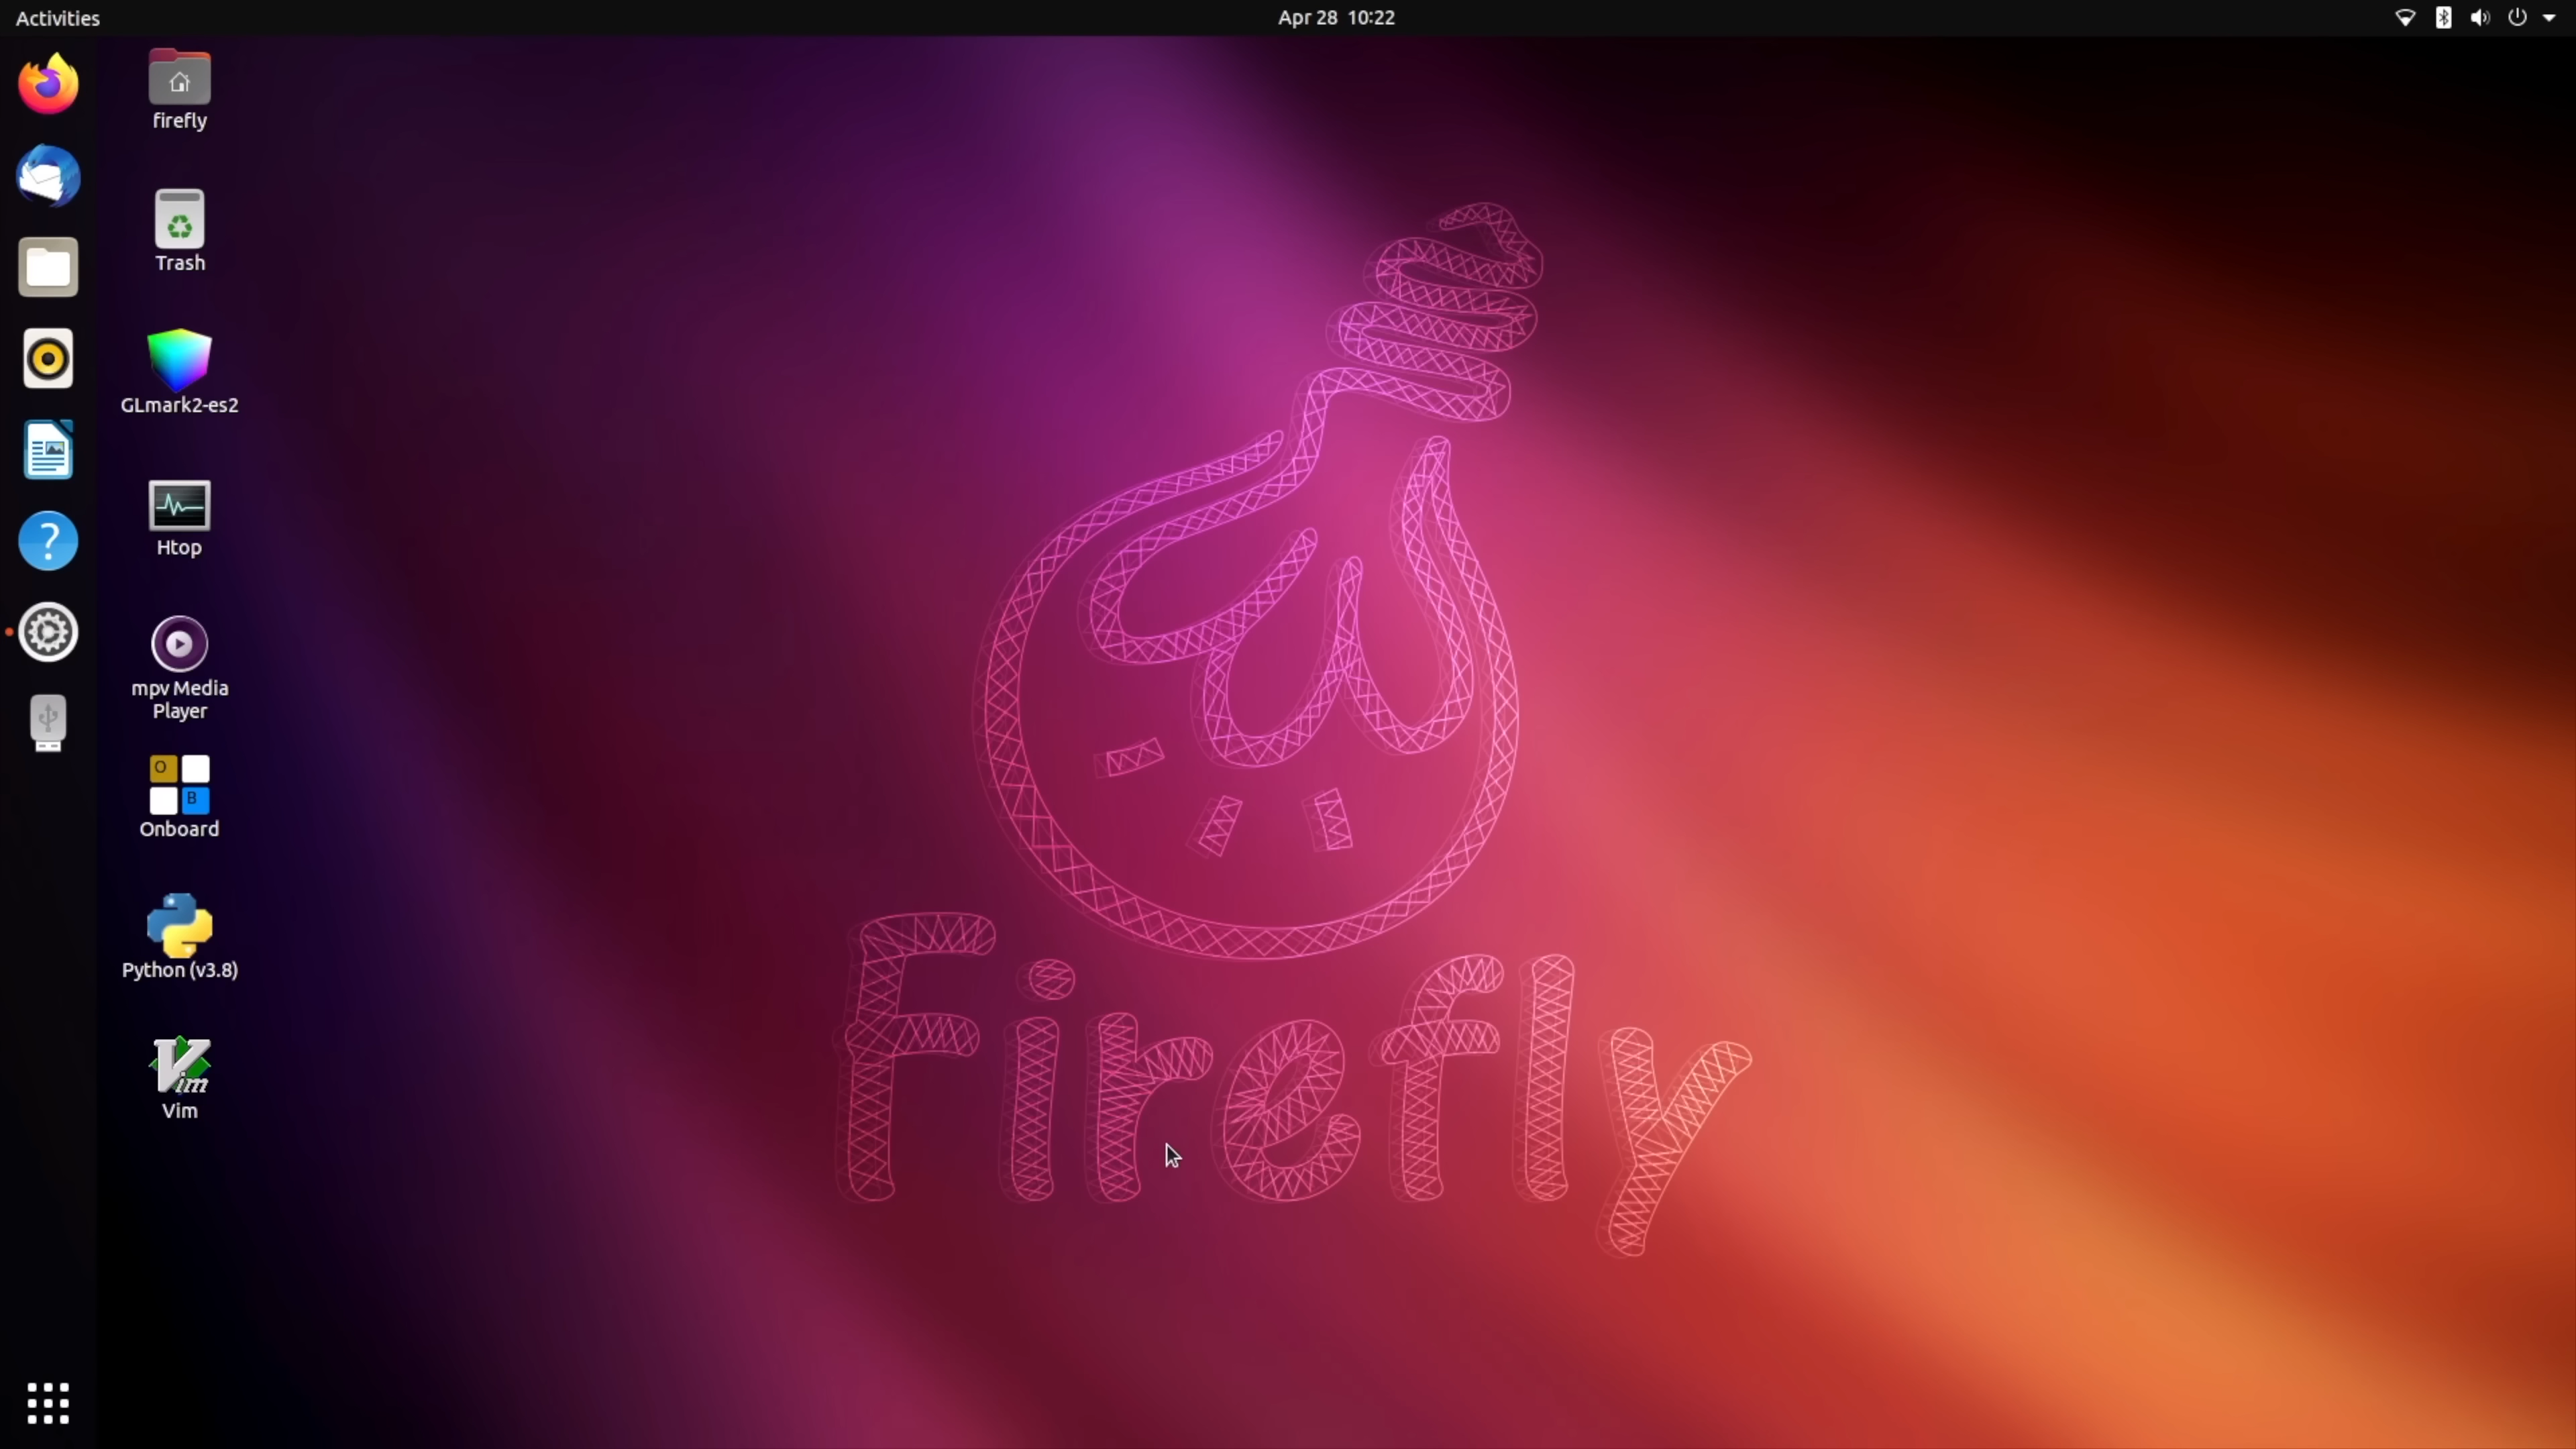 Activities
Apr 28 10:22
firefly
Trash
GLmark2-es2
Htop
mpv Media
Player
O
B
Onboard
Python (v3.8)
Vim
Vim
Firefly